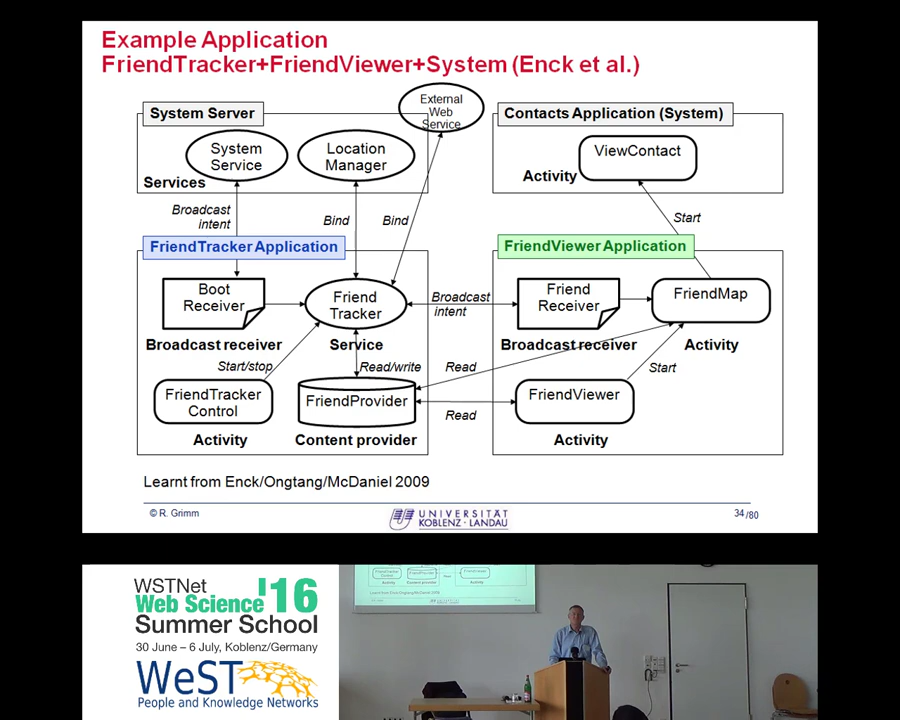 Example Application
FriendTracker+FriendViewer+System (Enck et al.)
External
Web
Service
System Server
Contacts Application (System)
System
Service
Location
Manager
ViewContact
Services
Activity
Broadcast
intent
Bind
Bind
Start
FriendTracker Application
FriendViewer Application
Boot
Receiver
Friend
Tracker
Broadcast
intent
Friend
Receiver
FriendMap
Broadcast receiver
Service
Broadcast receiver
Activity
Start/stop
Read/write
Read
Start
FriendTracker
Control
FriendProvider
Read
FriendViewer
Activity
Content provider
Activity
Learnt from Enck/Ongtang/McDaniel 2009
© R. Grimm
UNIVERSITÄT
KOBLENZ · LANDAU
34/80
WSTNet
Web Science '16
Summer School
30 June – 6 July, Koblenz/Germany
WeST
People and Knowledge Networks